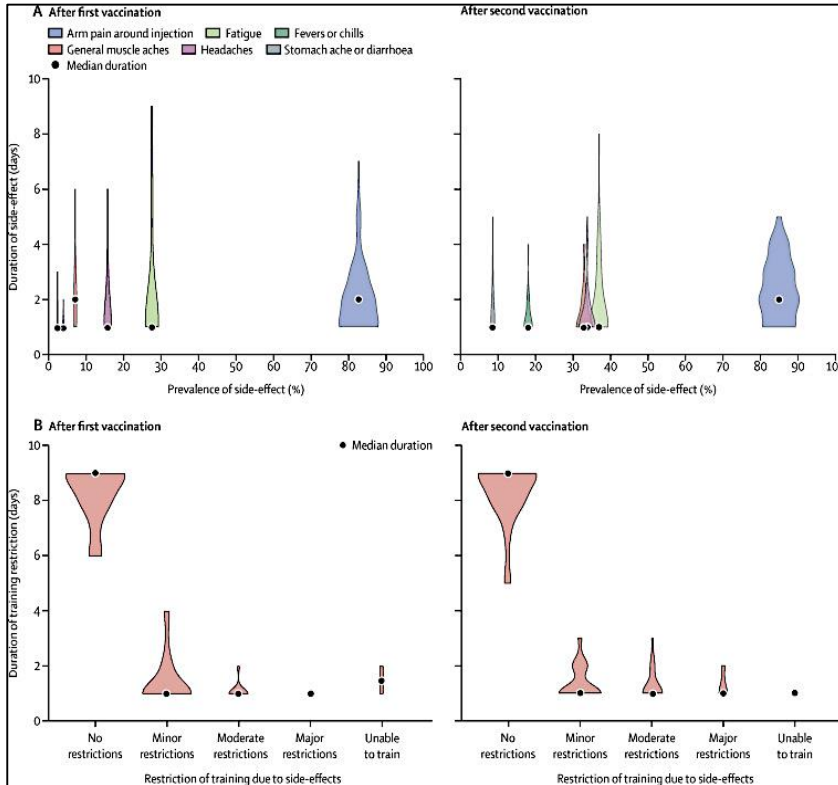 A After first vaccination
Arm pain around injection Fatigue Fevers or chills
General muscle aches Headaches Stomach ache or diarrhoea
Median duration
After second vaccination
10
8
6
4
2
0
Duration of side-effect (days)
0 10 20 30 40 50 60 70 80 90 100
Prevalence of side-effect (%)
0 10 20 30 40 50 60 70 80 90 100
Prevalence of side-effect (%)
B After first vaccination
Median duration
After second vaccination
10
8
6
4
2
0
Duration of training restriction (days)
No restrictions
Minor restrictions
Moderate restrictions
Major restrictions
Unable to train
Restriction of training due to side-effects
No restrictions
Minor restrictions
Moderate restrictions
Major restrictions
Unable to train
Restriction of training due to side-effects